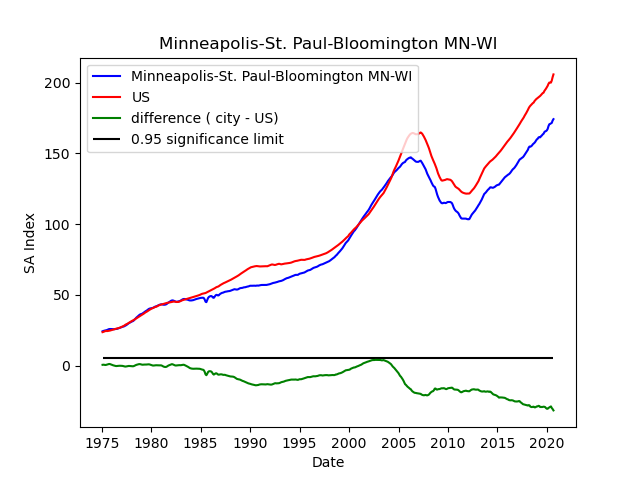 Minneapolis-St. Paul-Bloomington MN-WI
Minneapolis-St. Paul-Bloomington MN-WI
US
difference ( city - US)
0.95 significance limit
200
150
100
50
0
SA Index
1975 1980 1985 1990 1995 2000 2005 2010 2015 2020
Date